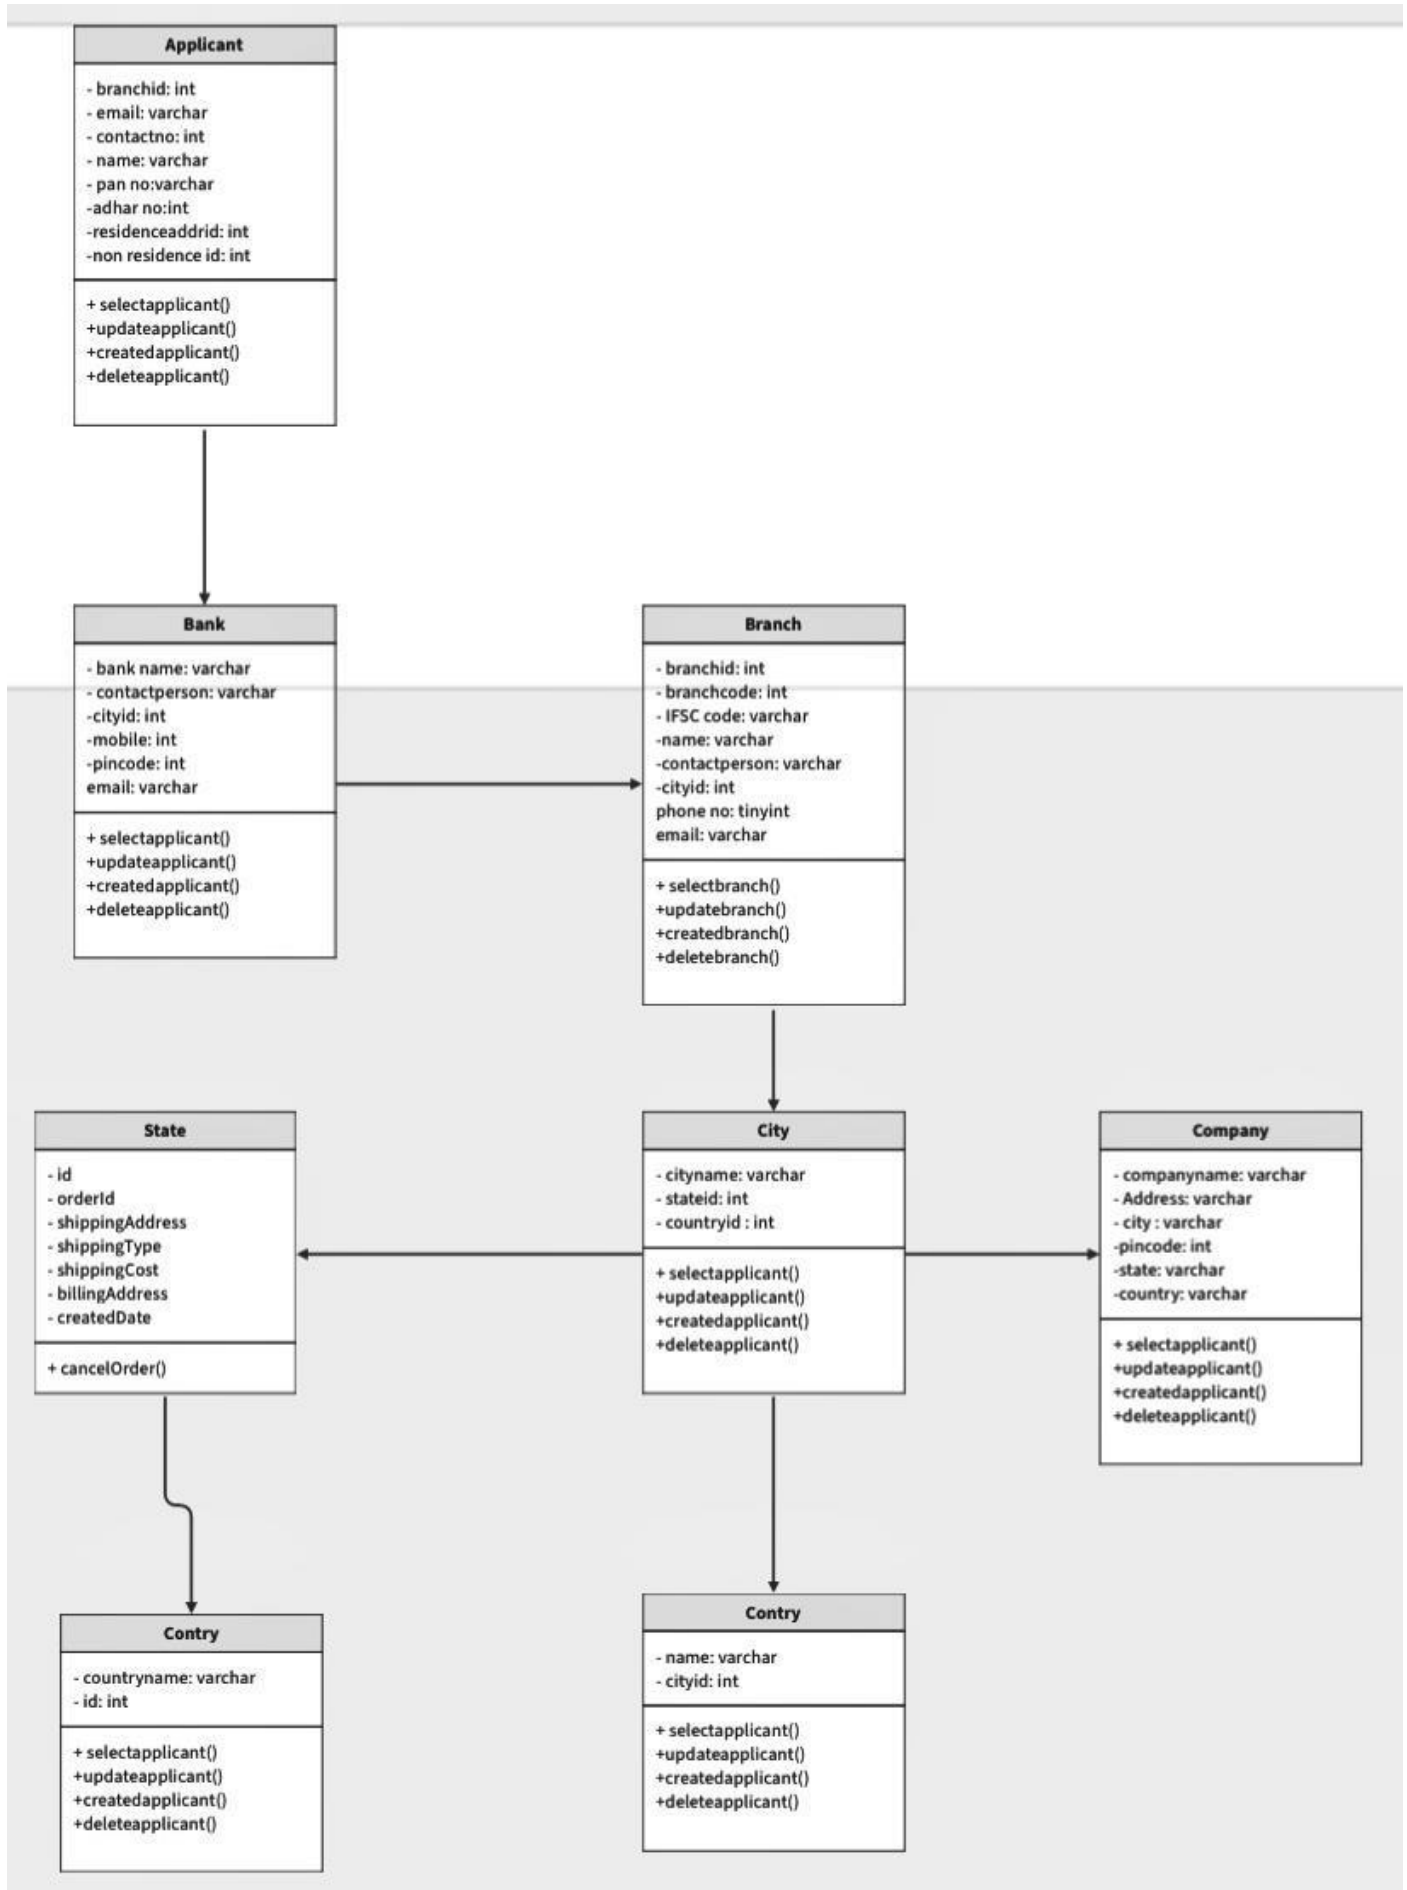 Applicant
- branchid: int
- email: varchar
- contactno: int
- name: varchar
- pan no:varchar
-adhar no:int
-residenceaddrid: int
-non residence id: int
+ selectapplicant()
+updateapplicant()
+createdapplicant()
+deleteapplicant()
Bank
- bank name: varchar
- contactperson: varchar
-cityid: int
-mobile: int
-pincode: int
email: varchar
+ selectapplicant()
+updateapplicant()
+createdapplicant()
+deleteapplicant()
Branch
- branchid: int
- branchcode: int
- IFSC code: varchar
-name: varchar
-contactperson: varchar
-cityid: int
phone no: tinyint
email: varchar
+ selectbranch()
+updatebranch()
+createdbranch()
+deletebranch()
State
- id
- orderId
- shippingAddress
- shippingType
- shippingCost
- billingAddress
- createdDate
+ cancelOrder()
City
- cityname: varchar
- stateid: int
- countryid : int
+ selectapplicant()
+updateapplicant()
+createdapplicant()
+deleteapplicant()
Company
- companyname: varchar
- Address: varchar
- city : varchar
-pincode: int
-state: varchar
-country: varchar
+ selectapplicant()
+updateapplicant()
+createdapplicant()
+deleteapplicant()
Contry
- countryname: varchar
- id: int
+ selectapplicant()
+updateapplicant()
+createdapplicant()
+deleteapplicant()
Contry
- name: varchar
- cityid: int
+ selectapplicant()
+updateapplicant()
+createdapplicant()
+deleteapplicant()